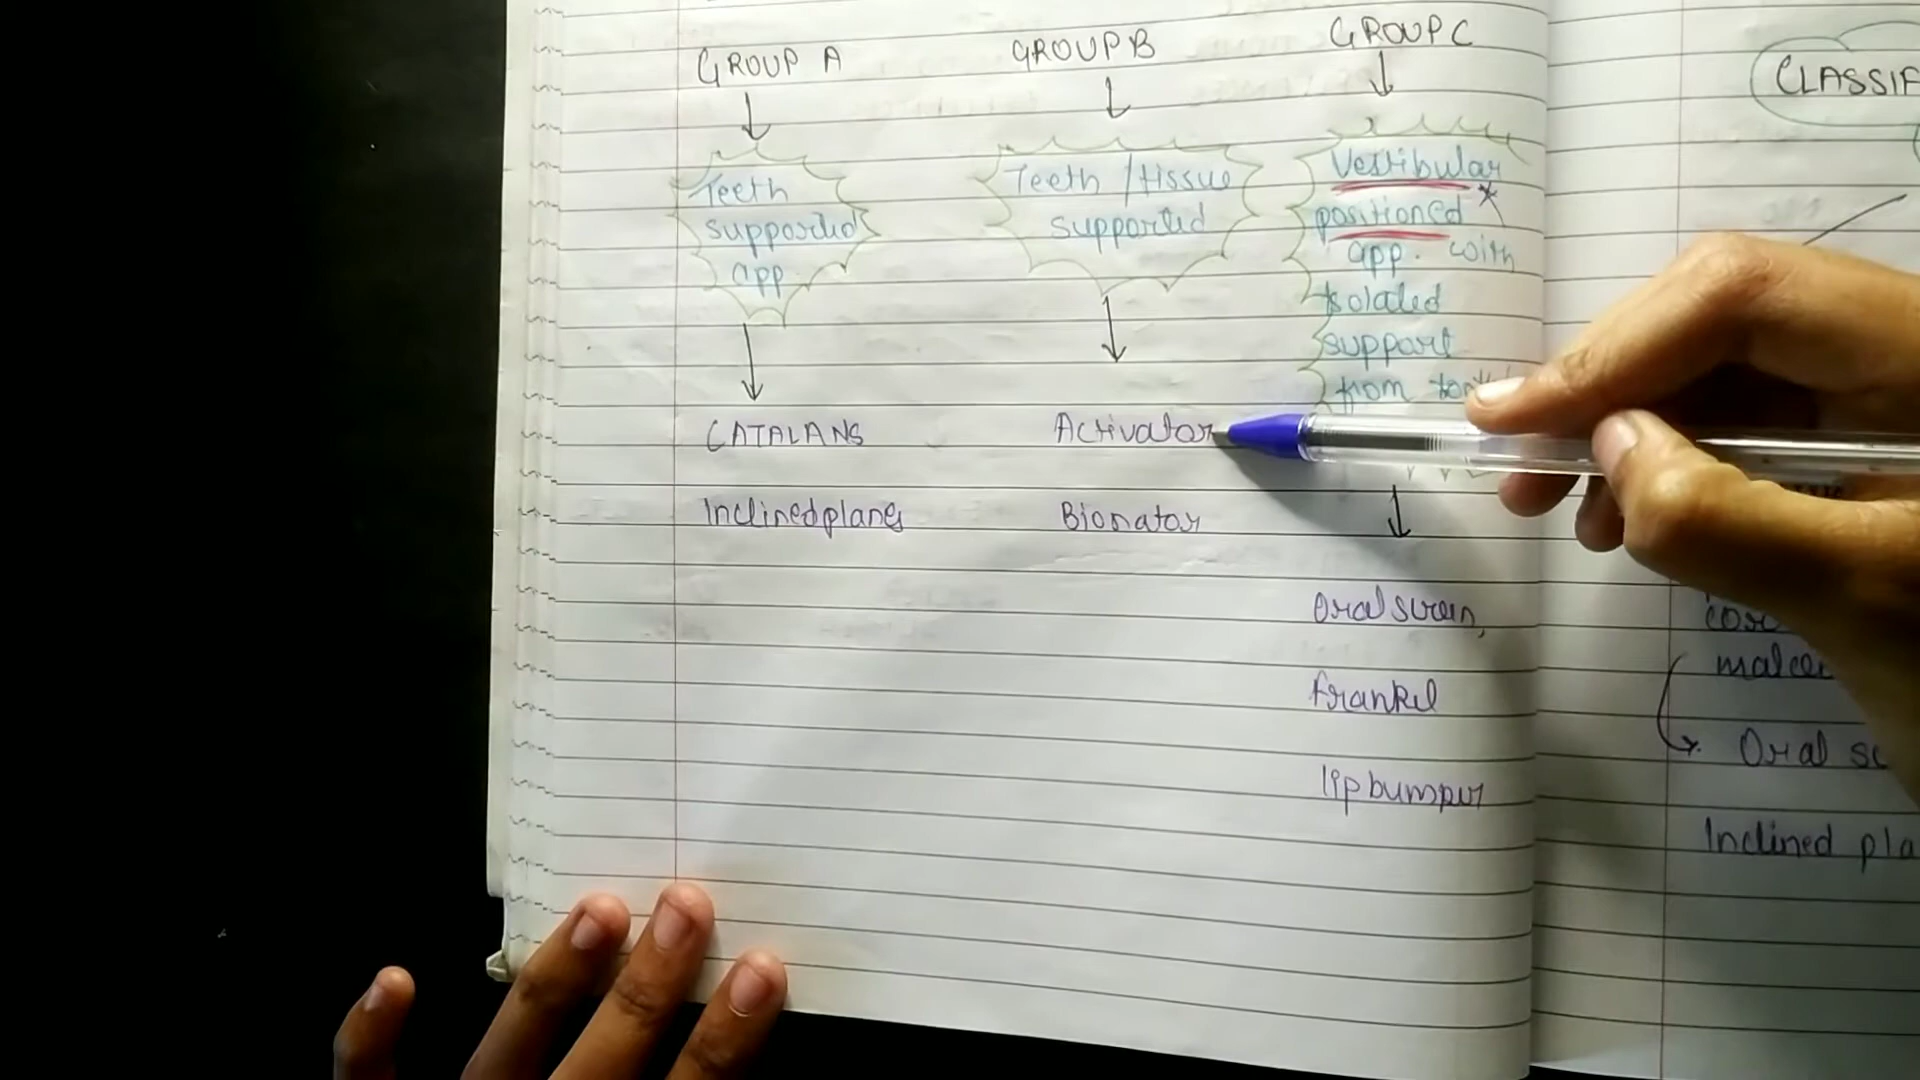 GROUP A
Teeth
supported
app.
CATALANS
Inclined planes
GROUP B
Teeth / tissue
supported
Activator
Bionator
GROUP C
Vestibular
positioned *
app. with
Isolated
support
from
Oral screen,
frankel
lip bumper
CLASSIF
Oral sc
Inclined pla